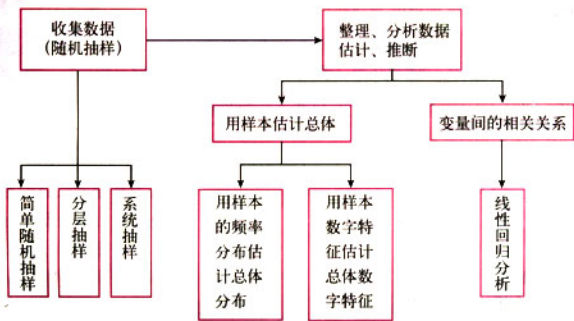 收集数据
(随机抽样)
整理、分析数据
估计、推断
用样本估计总体
变量间的相关关系
简单随机抽样
分层抽样
系统抽样
用样本
的频率
分布估
计总体
分布
用样本
数字特
征估计
总体数
字特征
线性回归分析